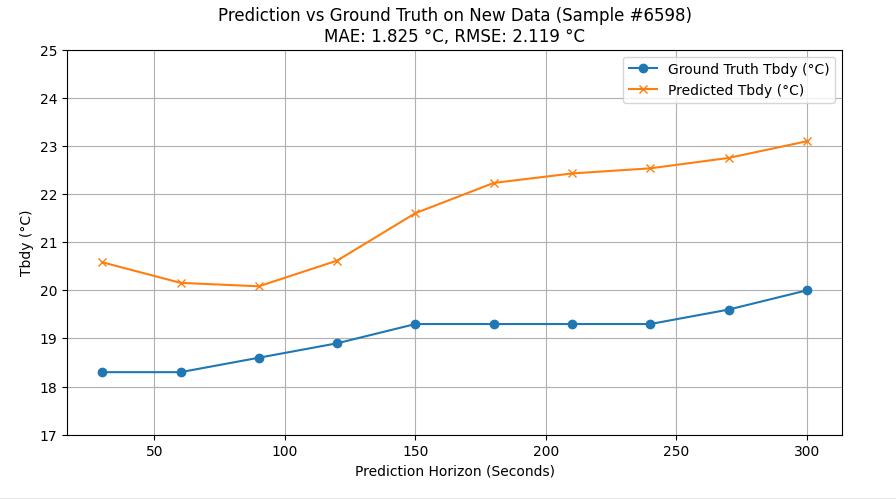 Prediction vs Ground Truth on New Data (Sample #6598)
MAE: 1.825 °C, RMSE: 2.119 °C
Ground Truth Tbdy (°C)
Predicted Tbdy (°C)
25
24
23
22
21
20
19
18
17
Tbdy (°C)
50
100
150
200
250
300
Prediction Horizon (Seconds)